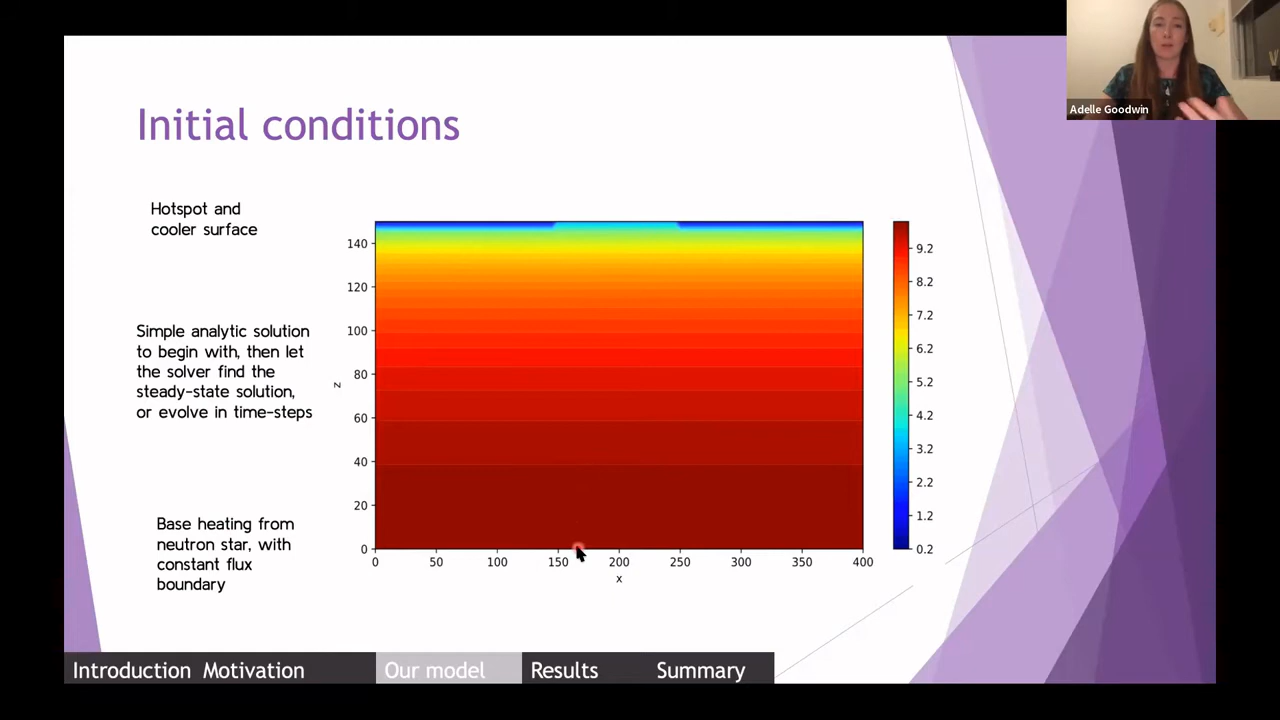 Adelle Goodwin
Initial conditions
Hotspot and
cooler surface
Simple analytic solution
to begin with, then let
the solver find the
steady-state solution,
or evolve in time-steps
Base heating from
neutron star, with
constant flux
boundary
z
140
120
100
80
60
40
20
0
0 50 100 150 200 250 300 350 400
x
9.2
8.2
7.2
6.2
5.2
4.2
3.2
2.2
1.2
0.2
Introduction Motivation Our model Results Summary